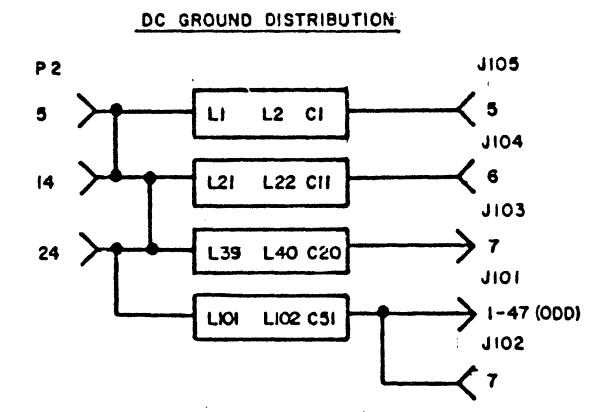 DC GROUND DISTRIBUTION
P2
J105
5
L1 L2 C1
5
J104
14
L21 L22 C11
6
J103
24
L39 L40 C20
7
J101
L101 L102 C51
1-47 (ODD)
J102
7